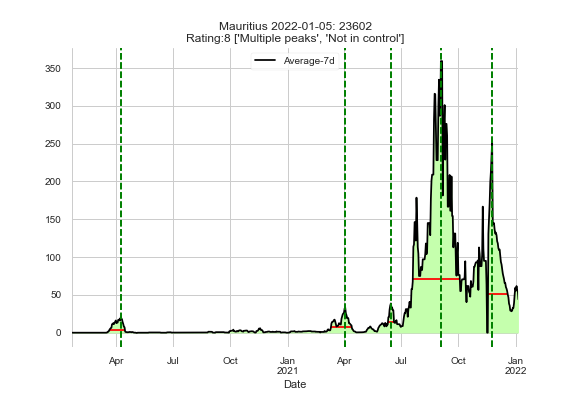 Mauritius 2022-01-05: 23602
Rating:8 ['Multiple peaks', 'Not in control']
Average-7d
350
300
250
200
150
100
50
0
Apr Jul Oct Jan Apr Jul Oct Jan
2021 2022
Date